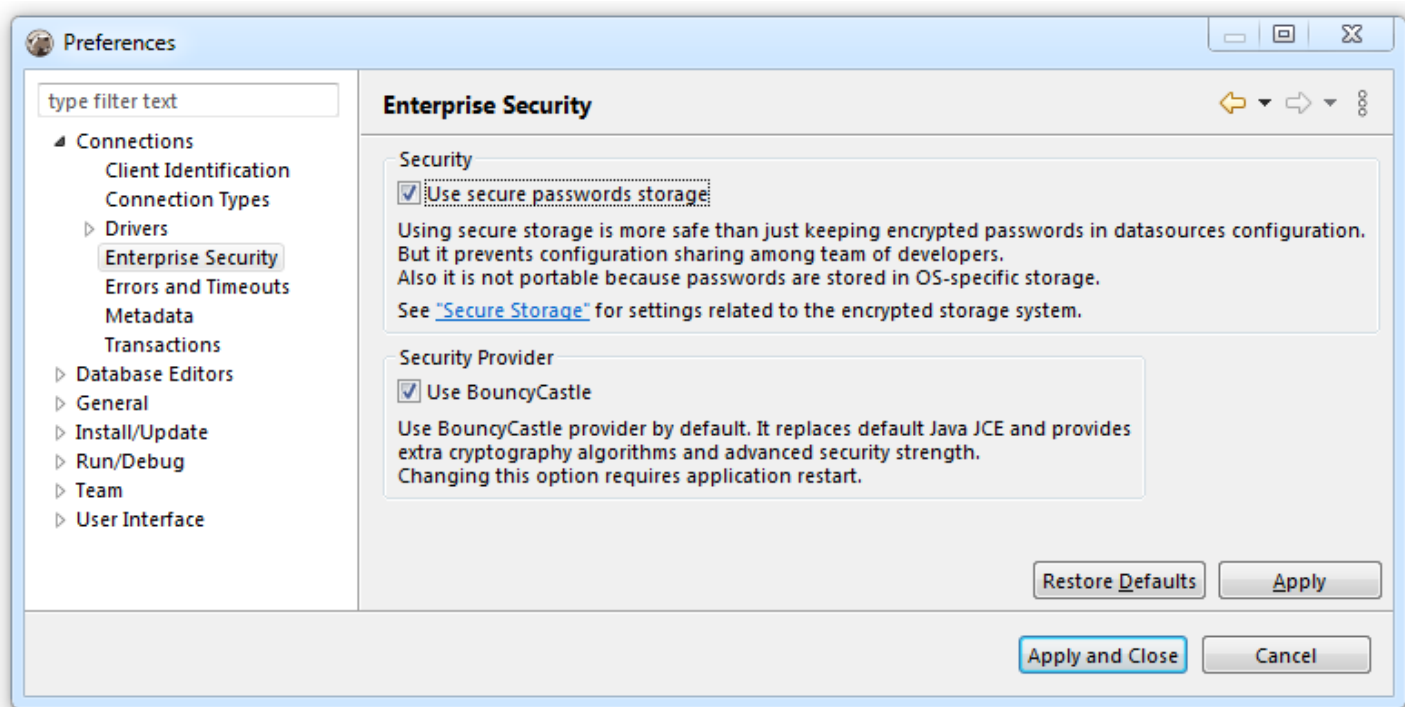 Preferences
type filter text
Connections
Client Identification
Connection Types
Drivers
Enterprise Security
Errors and Timeouts
Metadata
Transactions
Database Editors
General
Install/Update
Run/Debug
Team
User Interface
Enterprise Security
Security
Use secure passwords storage
Using secure storage is more safe than just keeping encrypted passwords in datasources configuration.
But it prevents configuration sharing among team of developers.
Also it is not portable because passwords are stored in OS-specific storage.
See "Secure Storage" for settings related to the encrypted storage system.
Security Provider
Use BouncyCastle
Use BouncyCastle provider by default. It replaces default Java JCE and provides
extra cryptography algorithms and advanced security strength.
Changing this option requires application restart.
Restore Defaults Apply
Apply and Close Cancel